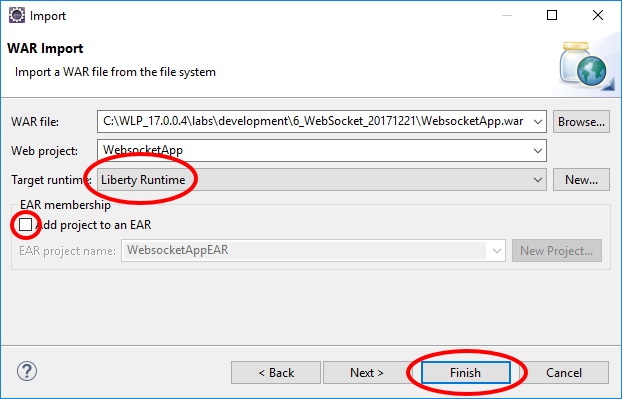 Import
WAR Import
Import a WAR file from the file system
WAR file: C:\WLP_17.0.0.4\labs\development\6_WebSocket_20171221\WebsocketApp.war Browse...
Web project: WebsocketApp
Target runtime: Liberty Runtime New...
EAR membership
Add project to an EAR
EAR project name: WebsocketAppEAR New Project...
? < Back Next > Finish Cancel